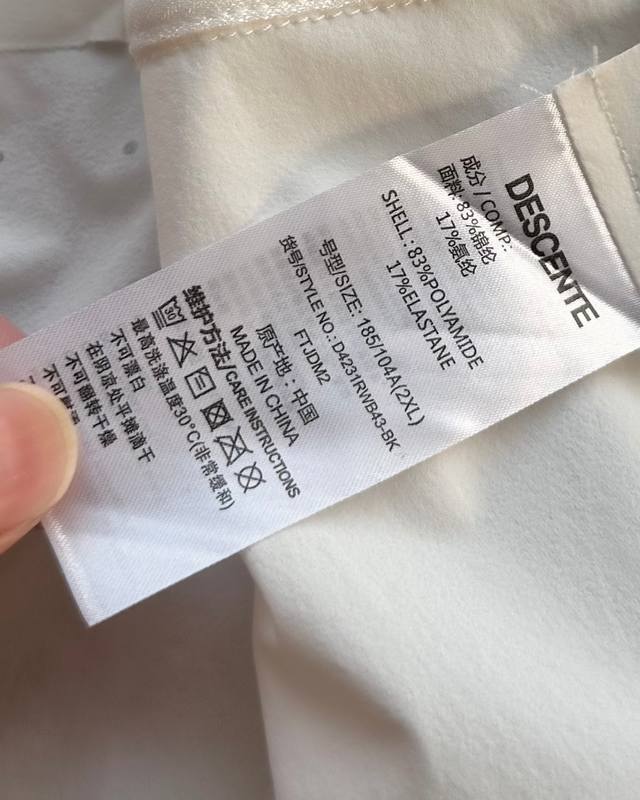 DESCENTE
成分 / COMP.:
面料: 83%锦纶
17%氨纶
SHELL: 83%POLYAMIDE
17%ELASTANE
号型/SIZE: 185/104A(2XL)
货号/STYLE NO.: D4231RWB43-BK
FTJDM2
原产地：中国
MADE IN CHINA
维护方法/CARE INSTRUCTIONS
30
最高洗涤温度30°C(非常缓和)
不可漂白
在阴凉处平摊滴干
不可翻转干燥